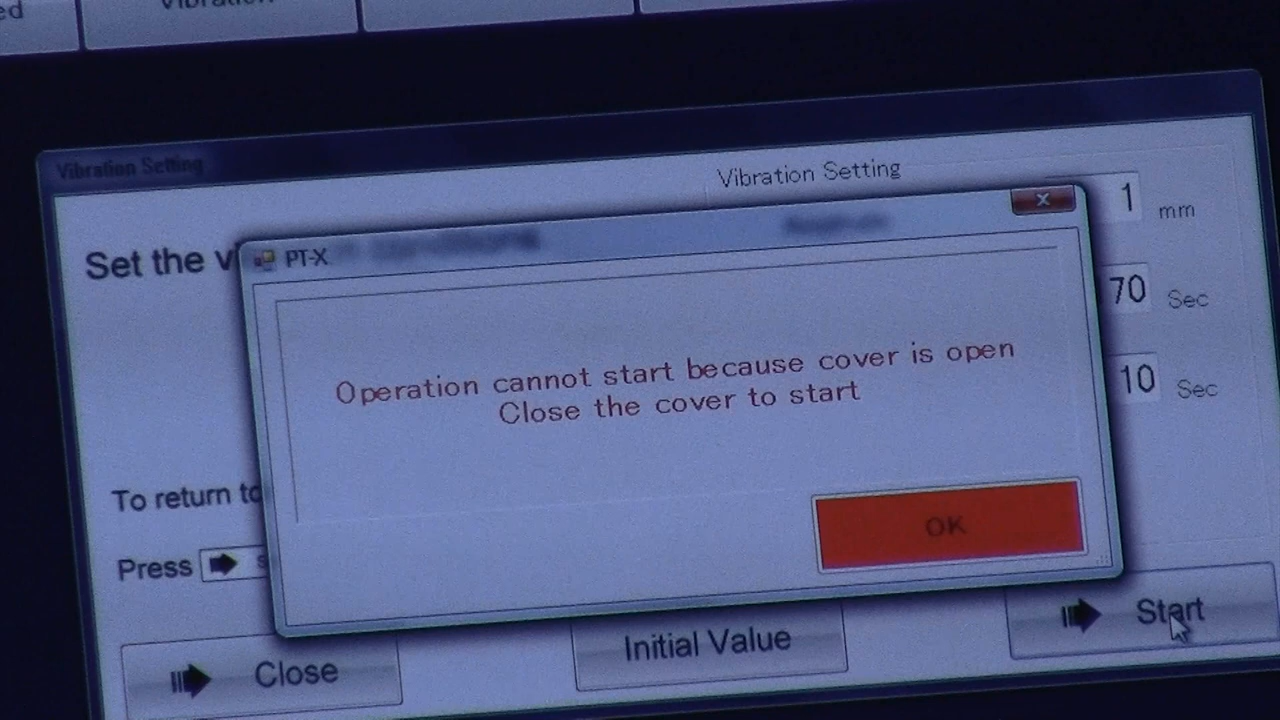 ed
Vibration
Vibration Setting
Vibration Setting
1 mm
Set the v
PT-X
70 Sec
Operation cannot start because cover is open
Close the cover to start
10 Sec
To return to
OK
Press s
Start
Initial Value
Close